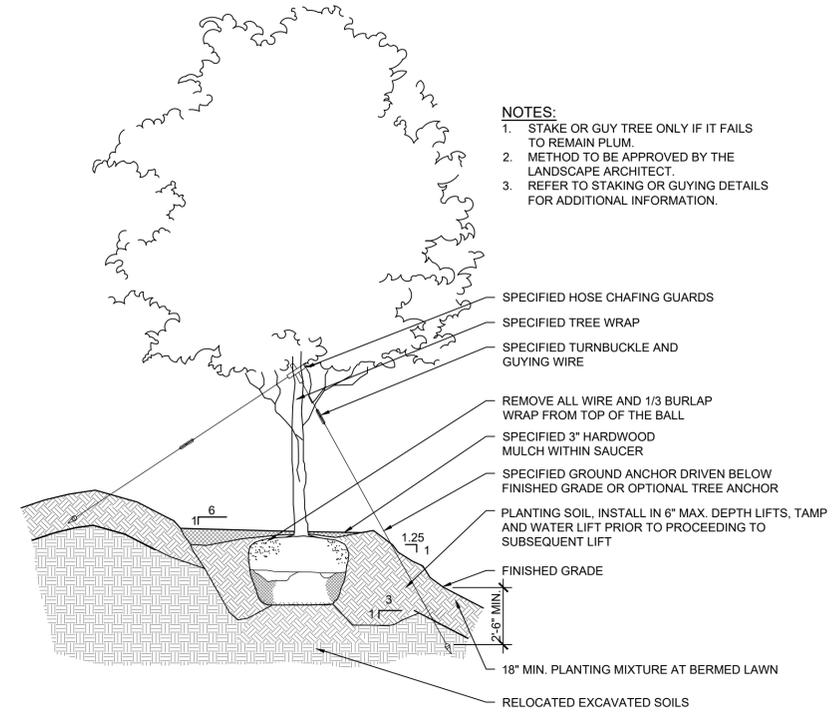 NOTES:
1. STAKE OR GUY TREE ONLY IF IT FAILS
TO REMAIN PLUM.
2. METHOD TO BE APPROVED BY THE
LANDSCAPE ARCHITECT.
3. REFER TO STAKING OR GUYING DETAILS
FOR ADDITIONAL INFORMATION.
SPECIFIED HOSE CHAFING GUARDS
SPECIFIED TREE WRAP
SPECIFIED TURNBUCKLE AND
GUYING WIRE
REMOVE ALL WIRE AND 1/3 BURLAP
WRAP FROM TOP OF THE BALL
SPECIFIED 3" HARDWOOD
MULCH WITHIN SAUCER
SPECIFIED GROUND ANCHOR DRIVEN BELOW
FINISHED GRADE OR OPTIONAL TREE ANCHOR
PLANTING SOIL, INSTALL IN 6" MAX. DEPTH LIFTS, TAMP
AND WATER LIFT PRIOR TO PROCEEDING TO
SUBSEQUENT LIFT
FINISHED GRADE
18" MIN. PLANTING MIXTURE AT BERMED LAWN
RELOCATED EXCAVATED SOILS
6
1
1.25
1
3
1
2'-6" MIN.